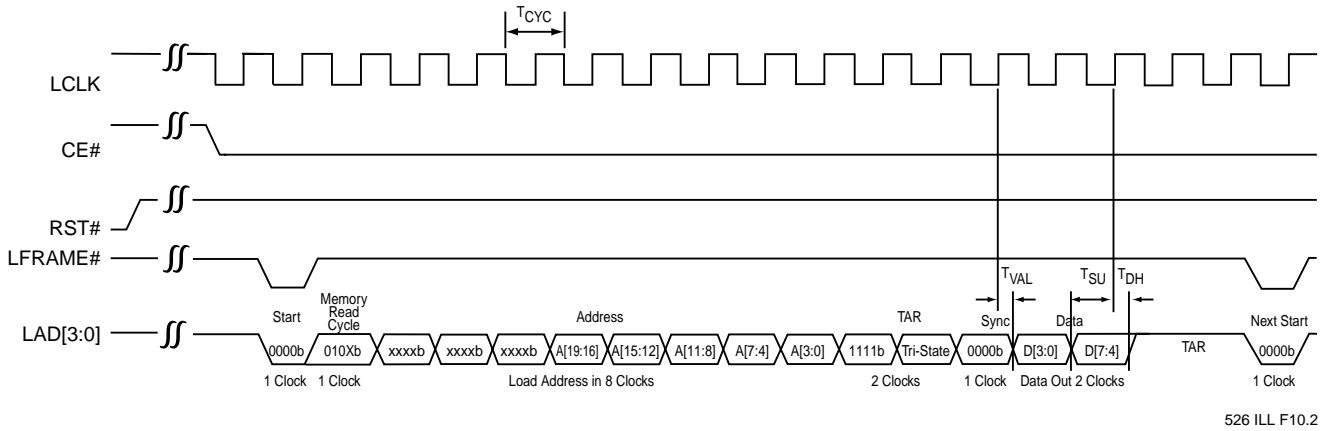 TCYC
LCLK
CE#
RST#
LFRAME#
TVAL
TSU
TDH
LAD[3:0]
Start
Memory
Read
Cycle
Address
TAR
Sync
Data
Next Start
0000b
010Xb
xxxxb
xxxxb
xxxxb
A[19:16]
A[15:12]
A[11:8]
A[7:4]
A[3:0]
1111b
Tri-State
0000b
D[3:0]
D[7:4]
TAR
0000b
1 Clock
1 Clock
Load Address in 8 Clocks
2 Clocks
1 Clock
Data Out
2 Clocks
1 Clock
526 ILL F10.2